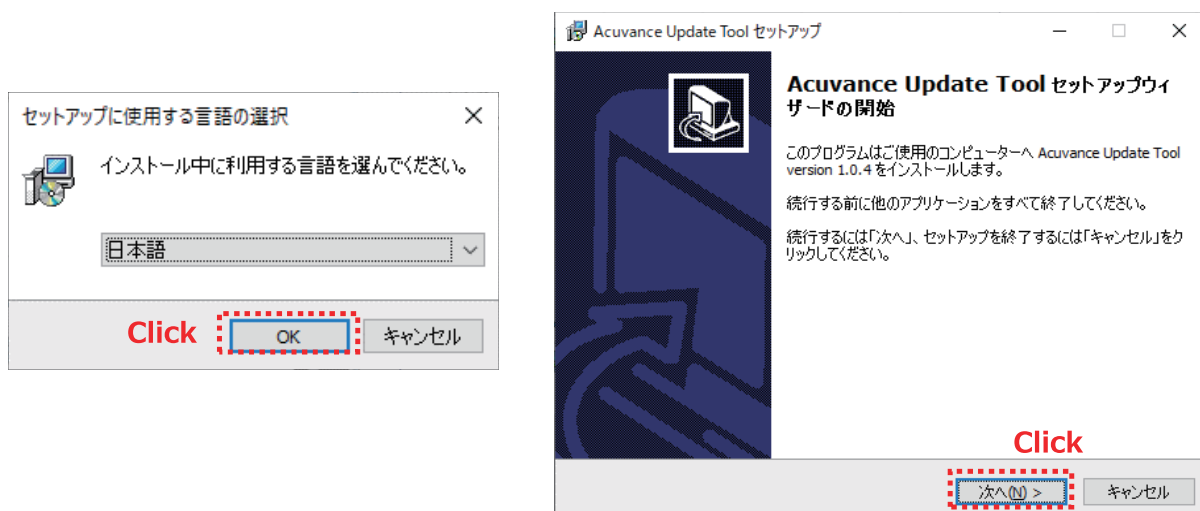 セットアップに使用する言語の選択
インストール中に利用する言語を選んでください。
日本語
Click
OK
キャンセル
Acuvance Update Tool セットアップ
Acuvance Update Tool セットアップウィ
ザードの開始
このプログラムはご使用のコンピューターへ Acuvance Update Tool
version 1.0.4 をインストールします。
続行する前に他のアプリケーションをすべて終了してください。
続行するには「次へ」、セットアップを終了するには「キャンセル」をク
リックしてください。
Click
次へ(N) >
キャンセル